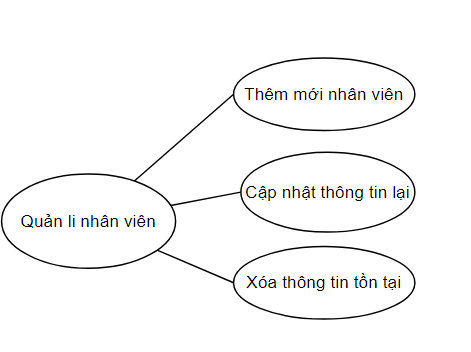 Thêm mới nhân viên
Cập nhật thông tin lại
Quản li nhân viên
Xóa thông tin tồn tại